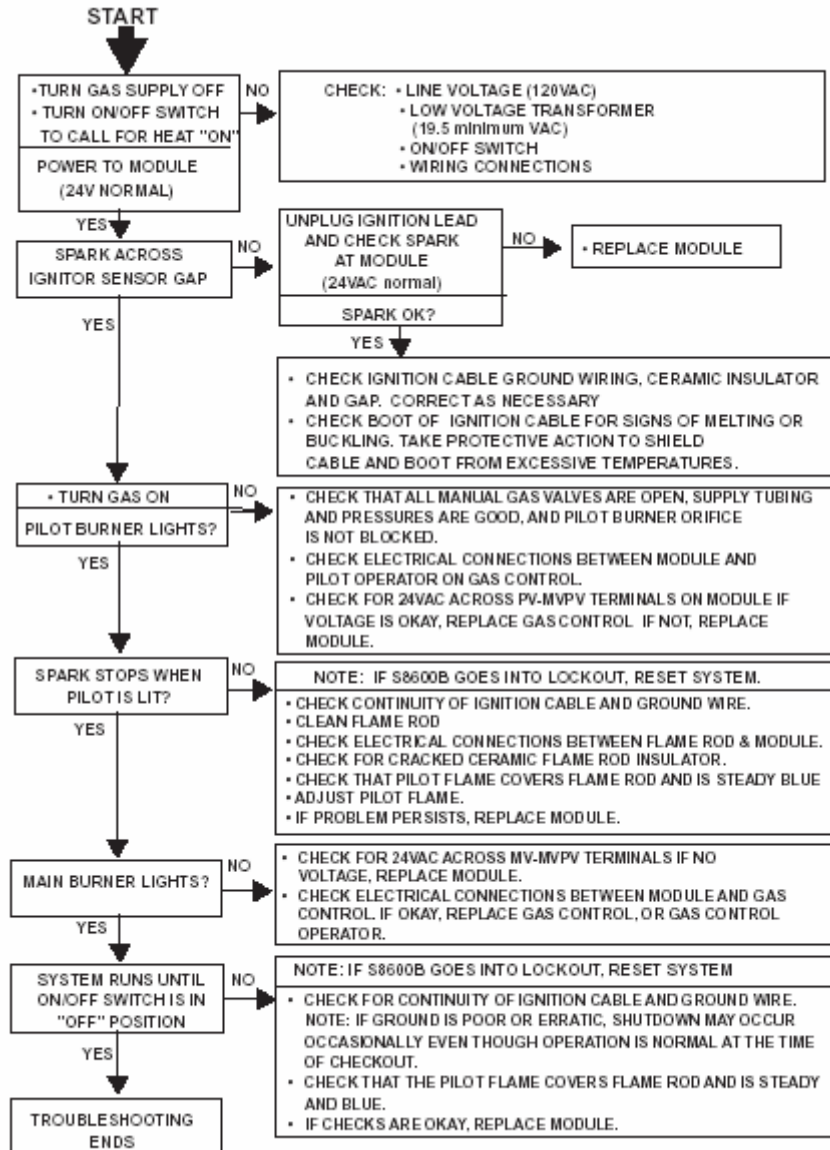 START
• TURN GAS SUPPLY OFF
• TURN ON/OFF SWITCH
TO CALL FOR HEAT "ON"
POWER TO MODULE
(24V NORMAL)
NO
CHECK: • LINE VOLTAGE (120VAC)
• LOW VOLTAGE TRANSFORMER
(19.5 minimum VAC)
• ON/OFF SWITCH
• WIRING CONNECTIONS
YES
SPARK ACROSS
IGNITOR SENSOR GAP
NO
UNPLUG IGNITION LEAD
AND CHECK SPARK
AT MODULE
(24VAC normal)
SPARK OK?
NO
• REPLACE MODULE
YES
YES
• CHECK IGNITION CABLE GROUND WIRING, CERAMIC INSULATOR
AND GAP. CORRECT AS NECESSARY
• CHECK BOOT OF IGNITION CABLE FOR SIGNS OF MELTING OR
BUCKLING. TAKE PROTECTIVE ACTION TO SHIELD
CABLE AND BOOT FROM EXCESSIVE TEMPERATURES.
• TURN GAS ON
PILOT BURNER LIGHTS?
NO
• CHECK THAT ALL MANUAL GAS VALVES ARE OPEN, SUPPLY TUBING
AND PRESSURES ARE GOOD, AND PILOT BURNER ORIFICE
IS NOT BLOCKED.
• CHECK ELECTRICAL CONNECTIONS BETWEEN MODULE AND
PILOT OPERATOR ON GAS CONTROL.
• CHECK FOR 24VAC ACROSS PV-MVPV TERMINALS ON MODULE IF
VOLTAGE IS OKAY, REPLACE GAS CONTROL IF NOT, REPLACE
MODULE.
YES
SPARK STOPS WHEN
PILOT IS LIT?
NO
NOTE: IF S8600B GOES INTO LOCKOUT, RESET SYSTEM.
• CHECK CONTINUITY OF IGNITION CABLE AND GROUND WIRE.
• CLEAN FLAME ROD
• CHECK ELECTRICAL CONNECTIONS BETWEEN FLAME ROD & MODULE.
• CHECK FOR CRACKED CERAMIC FLAME ROD INSULATOR.
• CHECK THAT PILOT FLAME COVERS FLAME ROD AND IS STEADY BLUE
• ADJUST PILOT FLAME.
• IF PROBLEM PERSISTS, REPLACE MODULE.
YES
MAIN BURNER LIGHTS?
NO
• CHECK FOR 24VAC ACROSS MV-MVPV TERMINALS IF NO
VOLTAGE, REPLACE MODULE.
• CHECK ELECTRICAL CONNECTIONS BETWEEN MODULE AND GAS
CONTROL. IF OKAY, REPLACE GAS CONTROL, OR GAS CONTROL
OPERATOR.
YES
SYSTEM RUNS UNTIL
ON/OFF SWITCH IS IN
"OFF" POSITION
NO
NOTE: IF S8600B GOES INTO LOCKOUT, RESET SYSTEM
• CHECK FOR CONTINUITY OF IGNITION CABLE AND GROUND WIRE.
NOTE: IF GROUND IS POOR OR ERRATIC, SHUTDOWN MAY OCCUR
OCCASIONALLY EVEN THOUGH OPERATION IS NORMAL AT THE TIME
OF CHECKOUT.
• CHECK THAT THE PILOT FLAME COVERS FLAME ROD AND IS STEADY
AND BLUE.
• IF CHECKS ARE OKAY, REPLACE MODULE.
YES
TROUBLESHOOTING
ENDS